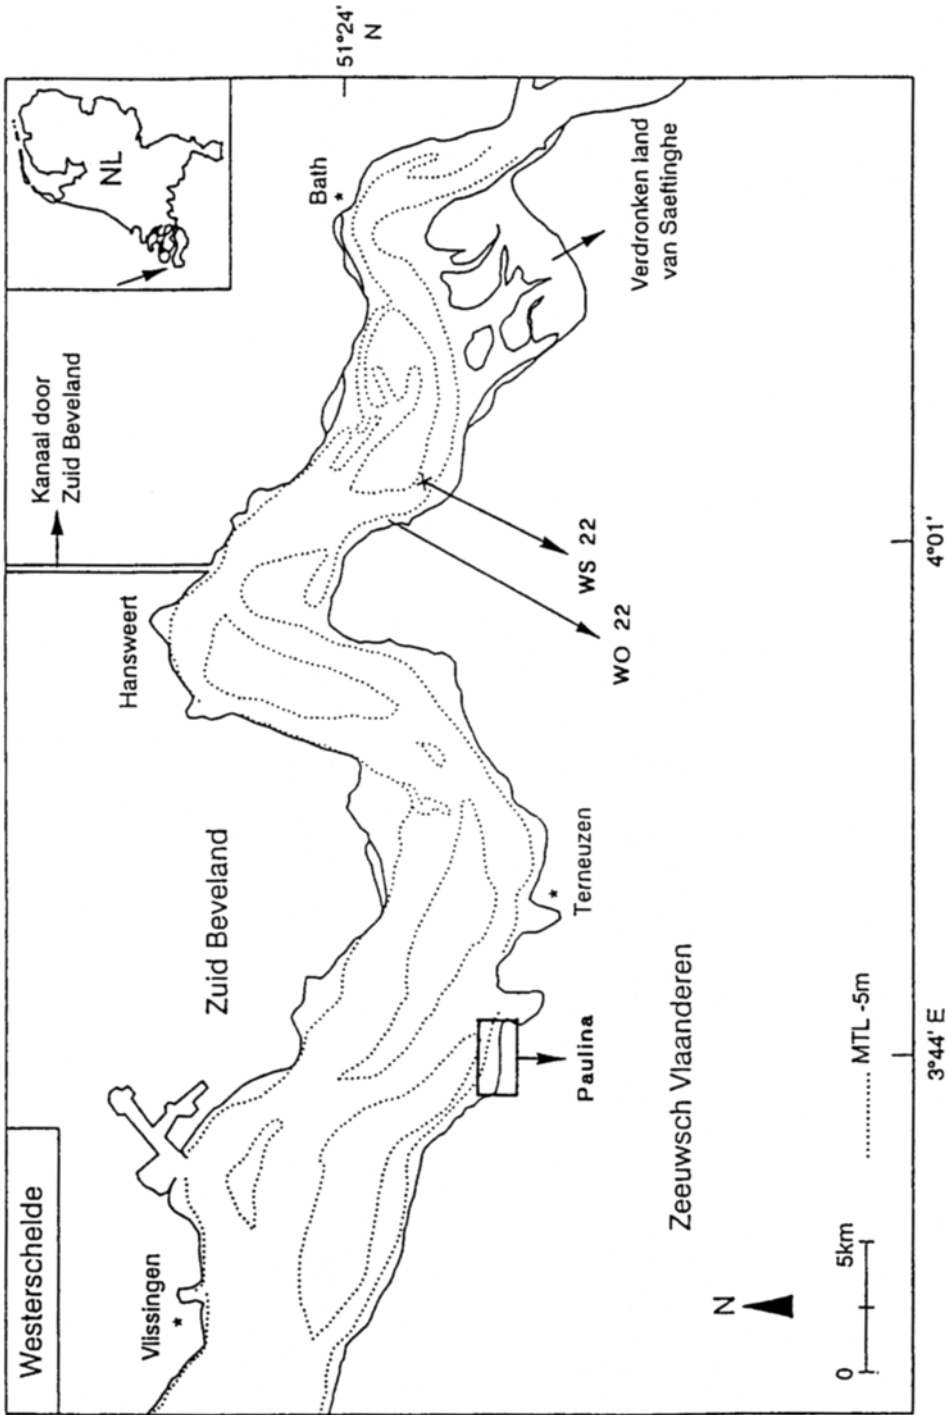 Westerschelde
Vlissingen
Zuid Beveland
Hansweert
Kanaal door
Zuid Beveland
NL
Bath
51°24'
N
Verdronken land
van Saeftinghe
WS 22
WO 22
Terneuzen
Paulina
Zeeuwsch Vlaanderen
N
0
5km
MTL -5m
3°44' E
4°01'